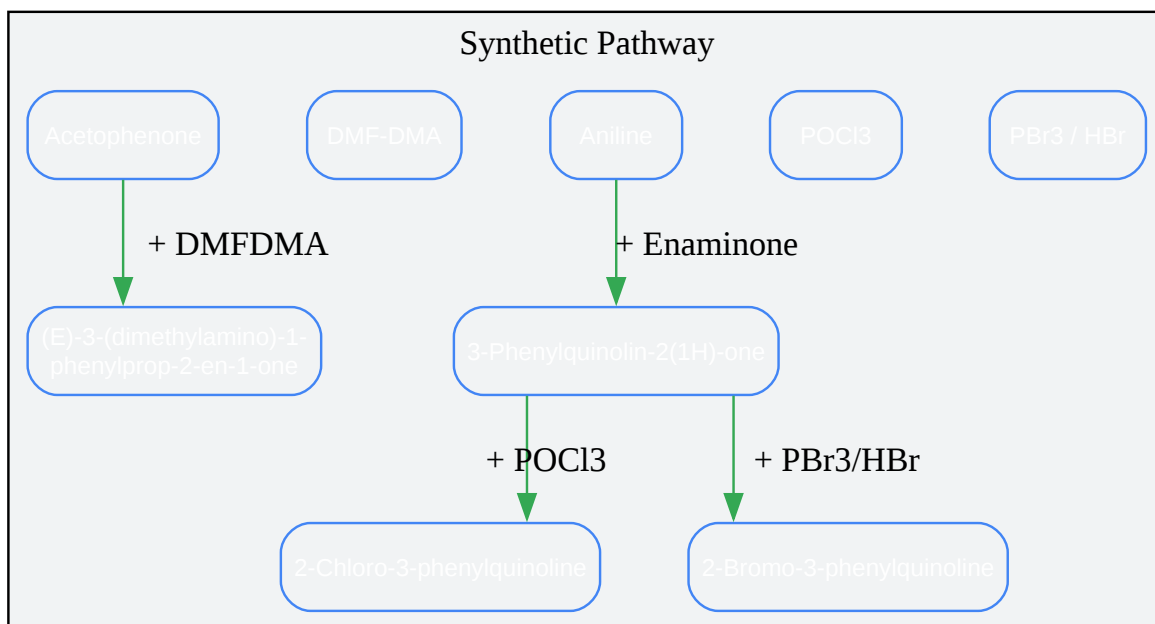 Synthetic Pathway
Acetophenone
DMF-DMA
Aniline
POCl3
PBr3 / HBr
+ DMFDMA
+ Enaminone
(E)-3-(dimethylamino)-1-
phenylprop-2-en-1-one
3-Phenylquinolin-2(1H)-one
+ POCl3
+ PBr3/HBr
2-Chloro-3-phenylquinoline
2-Bromo-3-phenylquinoline